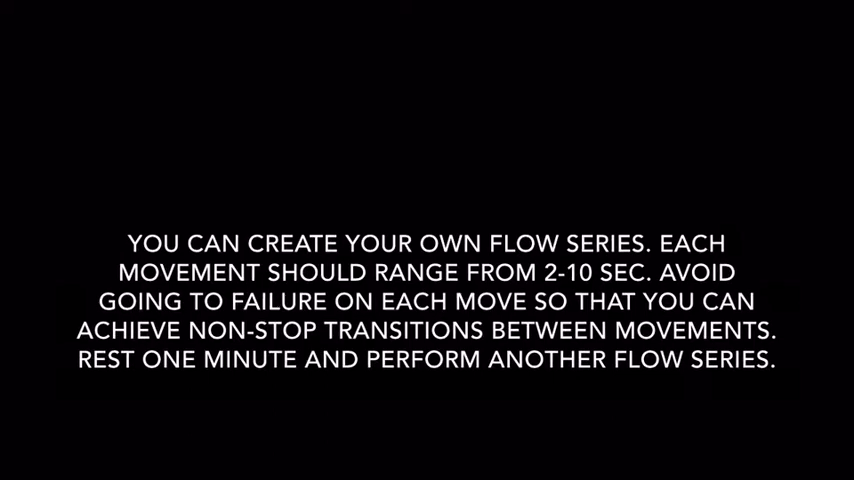 YOU CAN CREATE YOUR OWN FLOW SERIES. EACH
MOVEMENT SHOULD RANGE FROM 2-10 SEC. AVOID
GOING TO FAILURE ON EACH MOVE SO THAT YOU CAN
ACHIEVE NON-STOP TRANSITIONS BETWEEN MOVEMENTS.
REST ONE MINUTE AND PERFORM ANOTHER FLOW SERIES.